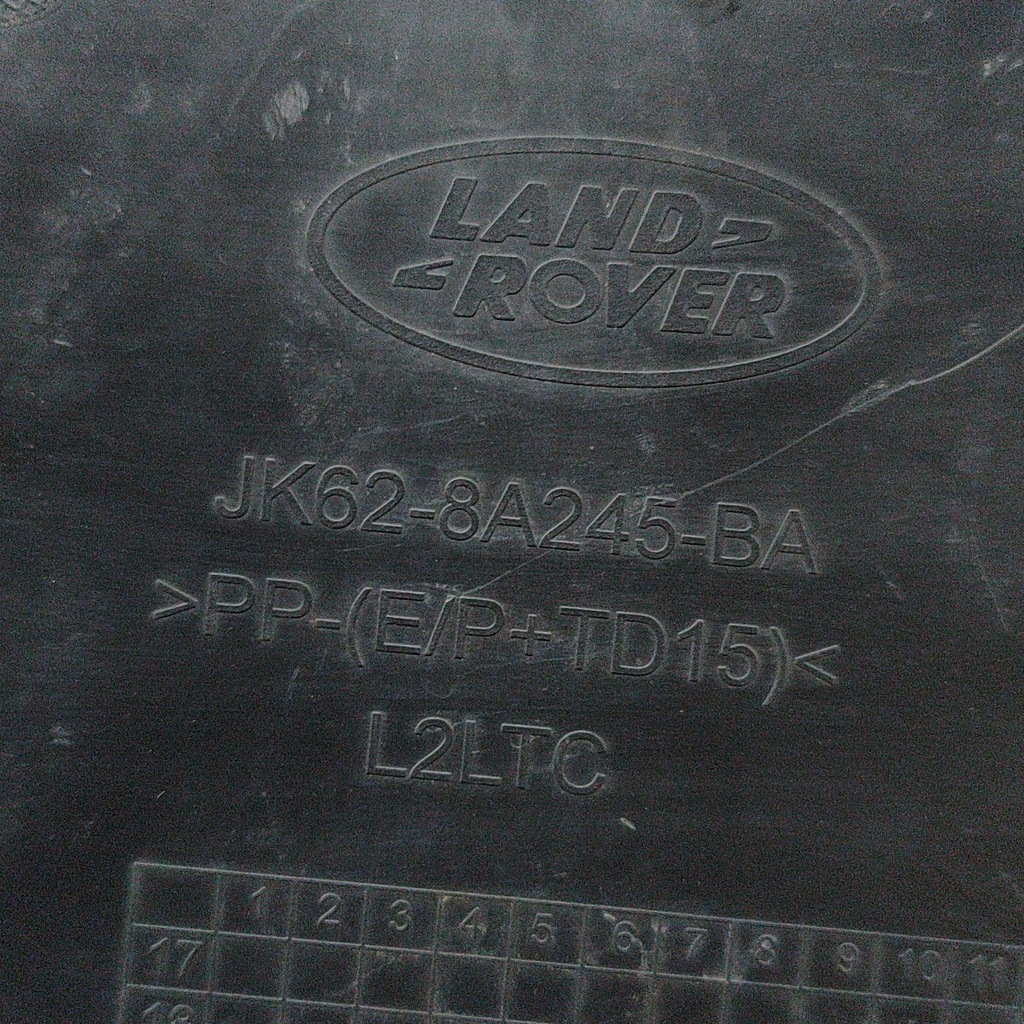 LAND
ROVER
JK62-8A245-BA
>PP-(E/P+TD15)<
L2LTC
1 2 3 4 5 6 7 8 9 10 11
17
18